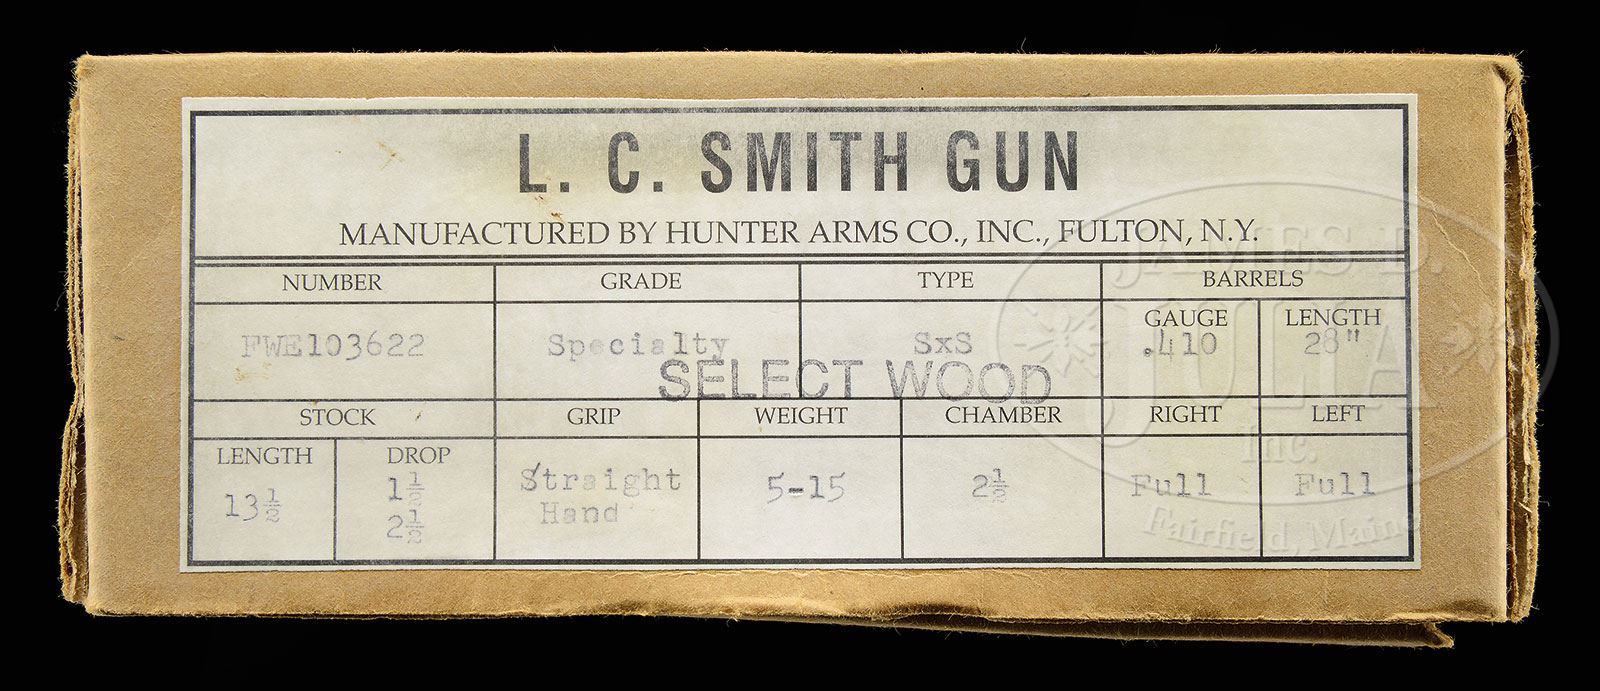 L. C. SMITH GUN
MANUFACTURED BY HUNTER ARMS CO., INC., FULTON, N.Y.
NUMBER GRADE TYPE BARRELS
GAUGE LENGTH
FWE103622 Specialty SxS .410 28"
SELECT WOOD
STOCK GRIP WEIGHT CHAMBER RIGHT LEFT
LENGTH DROP
13½ 1½ Straight 5-15 2½ Full Full
2½ Hand
JAMES D.
JULIA
Inc.
Fairfield, Maine